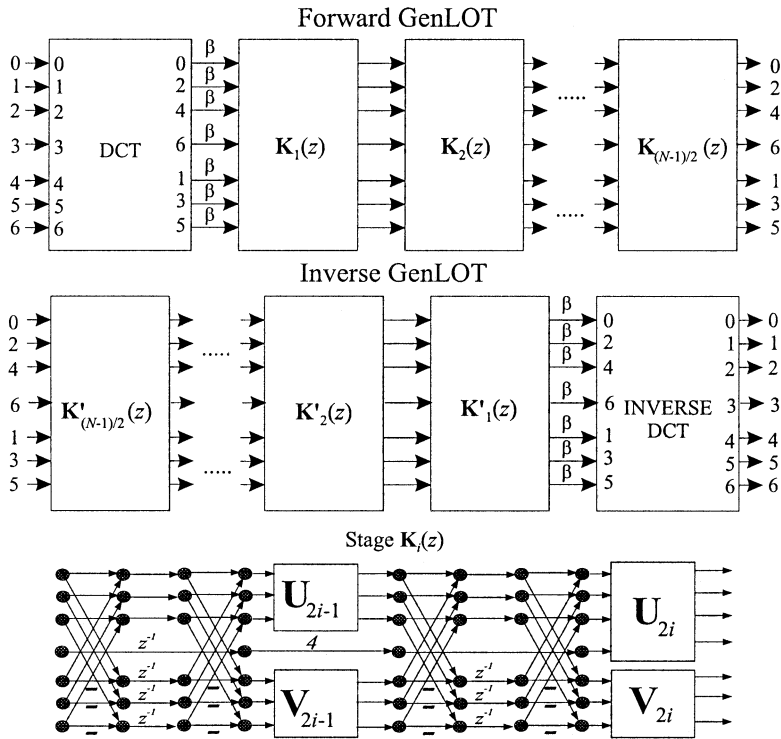 Forward GenLOT
0 0 0 β 0
1 1 2 β 2
2 2 4 β 4
3 3 DCT 6 β K₁(z) K₂(z) ..... K(N-1)/2 (z) 6
4 4 1 β 1
5 5 3 β 3
6 6 5 β ..... 5
Inverse GenLOT
0 β 0 0 0
2 ..... β 2 1 1
4 β 4 2 2
6 K'(N-1)/2 (z) K'₂(z) K'₁(z) β 6 INVERSE DCT 3 3
1 β 1 4 4
3 ..... β 3 5 5
5 β 5 6 6
Stage Kᵢ(z)
U2i-1 U2i
z⁻¹ 4 z⁻¹
z⁻¹ z⁻¹
– z⁻¹ – V2i-1 – z⁻¹ – V2i
– z⁻¹ – – z⁻¹ –